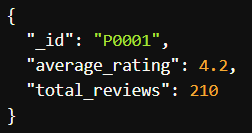 {
  "_id": "P0001",
  "average_rating": 4.2,
  "total_reviews": 210
}